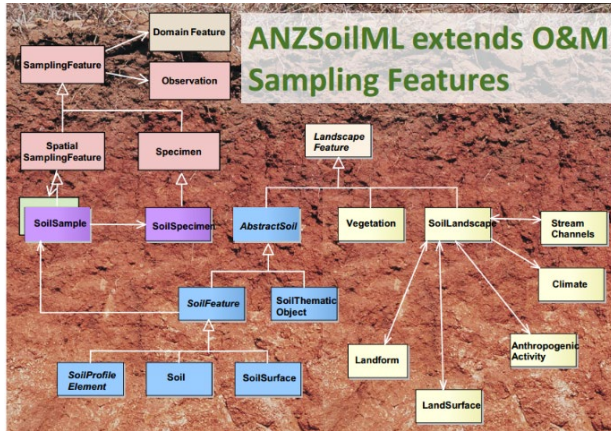 ANZSoilML extends O&M
Sampling Features
Domain Feature
SamplingFeature
Observation
Spatial
SamplingFeature
Specimen
Landscape
Feature
SoilSample
SoilSpecimen
AbstractSoil
Vegetation
SoilLandscape
Stream
Channels
Climate
SoilFeature
SoilThematic
Object
Landform
Anthropogenic
Activity
SoilProfile
Element
Soil
SoilSurface
LandSurface